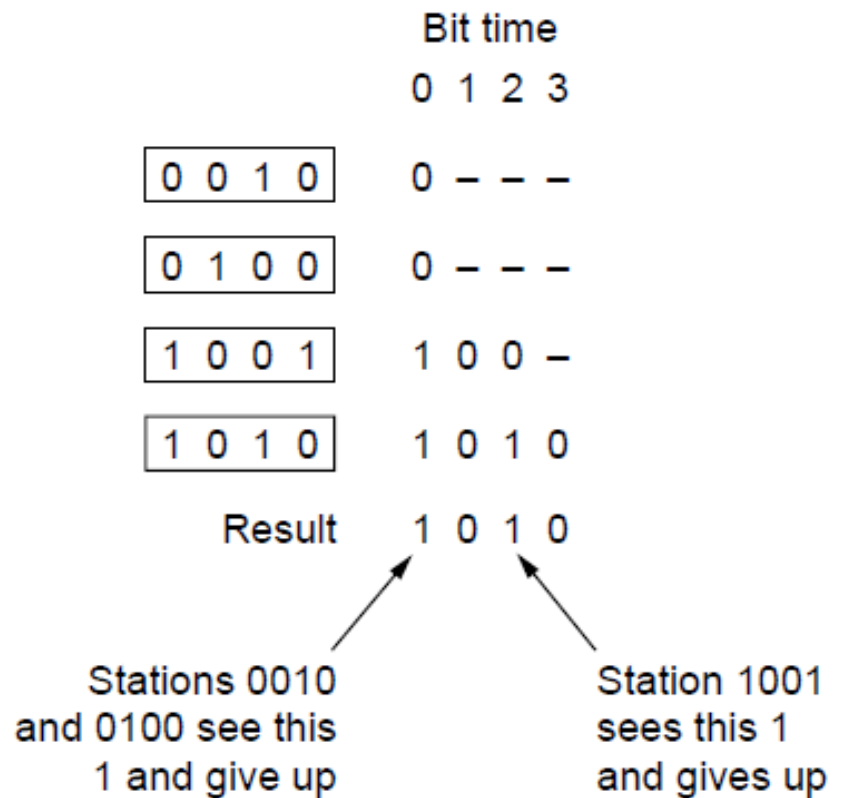 Bit time
0 1 2 3
0 0 1 0 0 – – –
0 1 0 0 0 – – –
1 0 0 1 1 0 0 –
1 0 1 0 1 0 1 0
Result 1 0 1 0
Stations 0010
and 0100 see this
1 and give up
Station 1001
sees this 1
and gives up